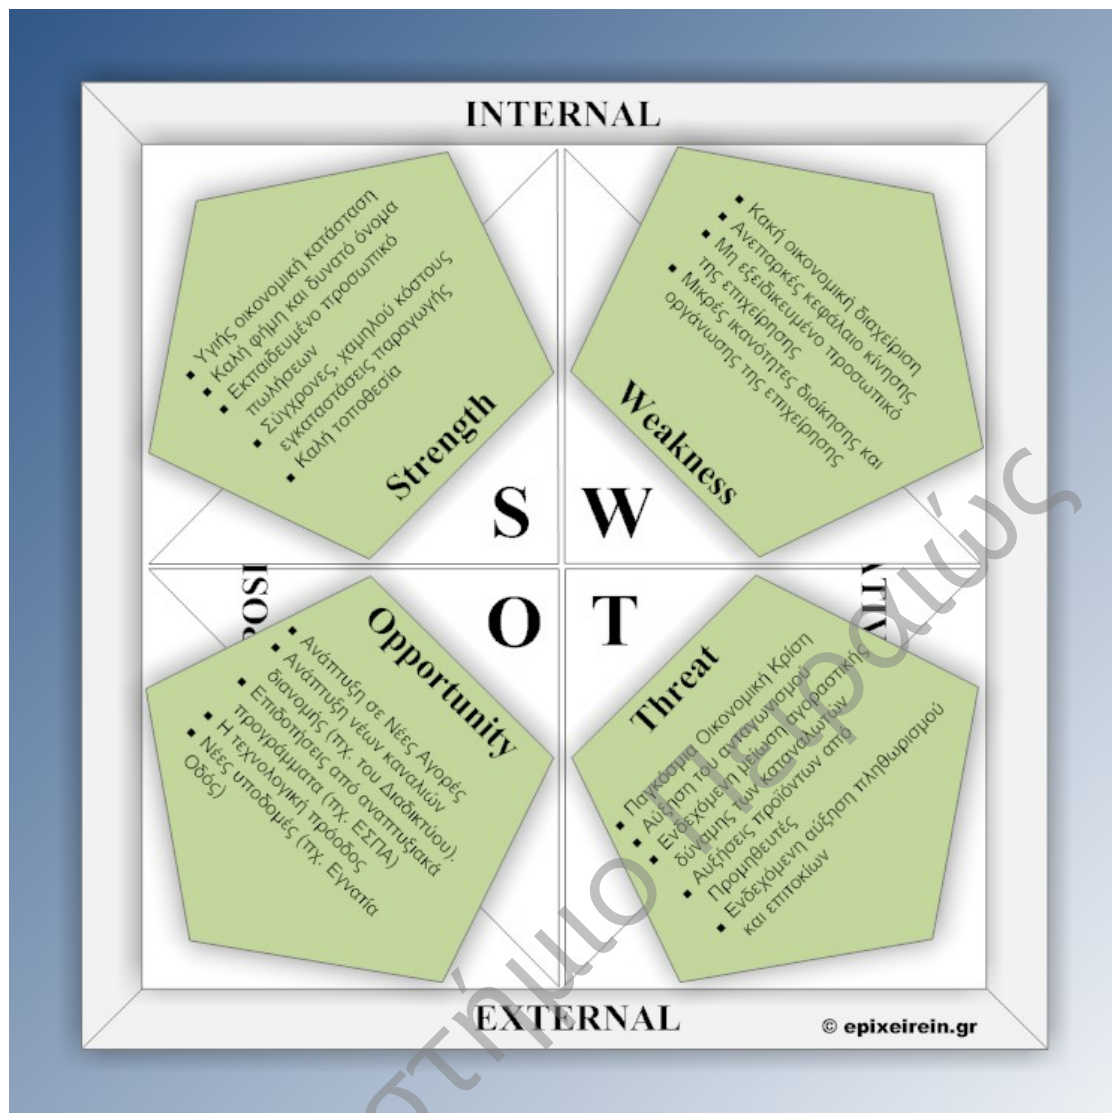 INTERNAL
▪ Υγιής οικονομική κατάσταση
▪ Καλή φήμη και δυνατό όνομα
▪ Εκπαιδευμένο προσωπικό
πωλήσεων
▪ Σύγχρονες, χαμηλού κόστους
εγκαταστάσεις παραγωγής
▪ Καλή τοποθεσία
Strength
S
▪ Κακή οικονομική διαχείριση
▪ Ανεπαρκές κεφάλαιο κίνησης
▪ Μη εξειδικευμένο προσωπικό
της επιχείρησης
▪ Μικρές ικανότητες διοίκησης και
οργάνωσης της επιχείρησης
Weakness
W
Opportunity
O
▪ Ανάπτυξη σε Νέες Αγορές
▪ Ανάπτυξη νέων καναλιών
διανομής (πχ. του Διαδικτύου).
▪ Επιδοτήσεις από αναπτυξιακά
προγράμματα (πχ. ΕΣΠΑ)
▪ Η τεχνολογική πρόοδος
▪ Νέες υποδομές (πχ. Εγνατία
Οδός)
Threat
T
▪ Παγκόσμια Οικονομική Κρίση
▪ Αύξηση του ανταγωνισμού
▪ Ενδεχόμενη μείωση αγοραστικής
δύναμης των καταναλωτών
▪ Αυξήσεις προϊόντων από
Προμηθευτές
▪ Ενδεχόμενη αύξηση πληθωρισμού
και επιτοκίων
EXTERNAL
© epixeirein.gr
Πειραιώς